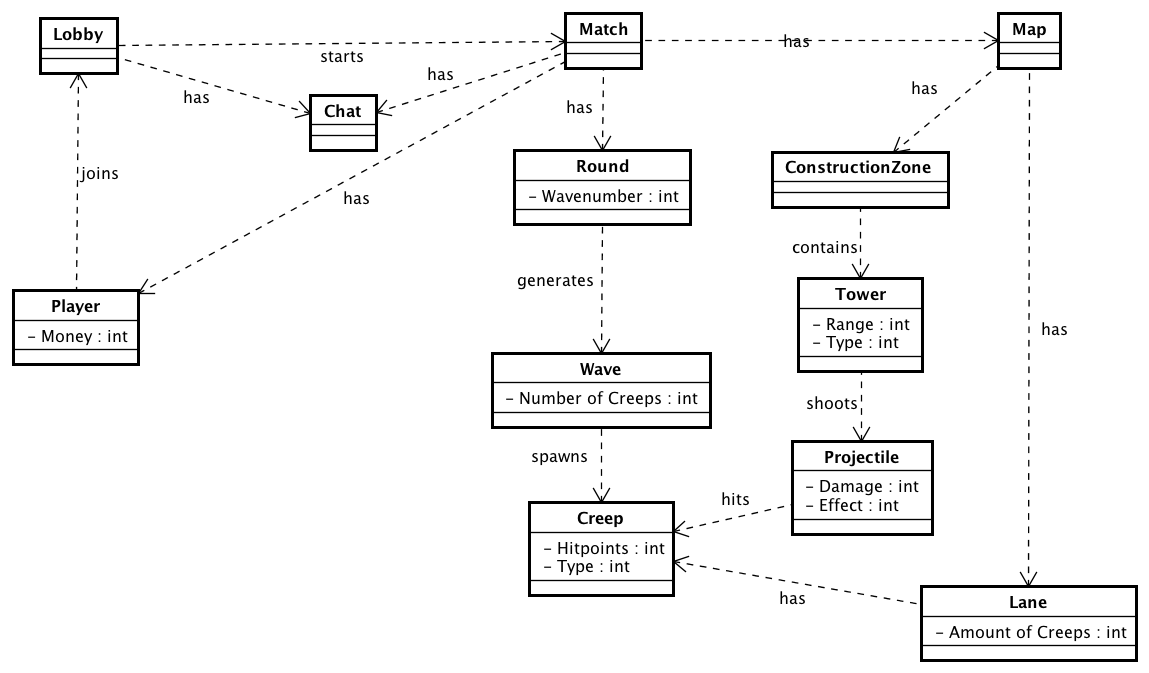 Lobby
Match
Map
starts
has
has
has
Chat
has
has
joins
Round
- Wavenumber : int
ConstructionZone
has
contains
generates
Player
- Money : int
Tower
- Range : int
- Type : int
has
Wave
- Number of Creeps : int
shoots
spawns
Projectile
- Damage : int
- Effect : int
hits
Creep
- Hitpoints : int
- Type : int
has
Lane
- Amount of Creeps : int